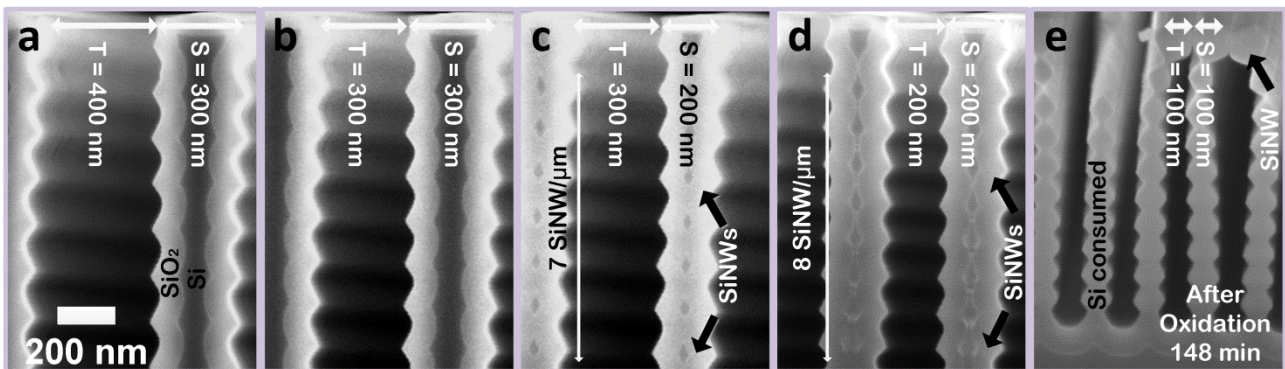 a
T = 400 nm
S = 300 nm
SiO₂
Si
200 nm
b
T = 300 nm
S = 300 nm
c
T = 300 nm
S = 200 nm
7 SiNW/µm
SiNWs
d
T = 200 nm
S = 200 nm
8 SiNW/µm
SiNWs
e
T = 100 nm
S = 100 nm
SiNW
Si consumed
After
Oxidation
148 min